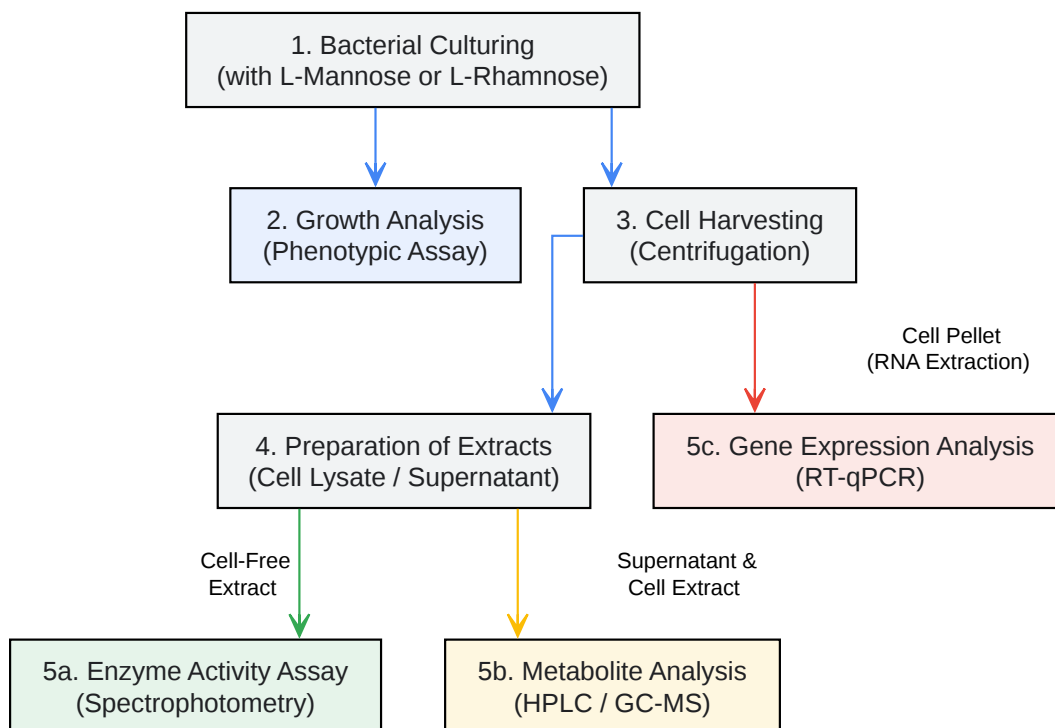 1. Bacterial Culturing
(with L-Mannose or L-Rhamnose)
2. Growth Analysis
(Phenotypic Assay)
3. Cell Harvesting
(Centrifugation)
Cell Pellet
(RNA Extraction)
4. Preparation of Extracts
(Cell Lysate / Supernatant)
5c. Gene Expression Analysis
(RT-qPCR)
Cell-Free
Extract
Supernatant &
Cell Extract
5a. Enzyme Activity Assay
(Spectrophotometry)
5b. Metabolite Analysis
(HPLC / GC-MS)